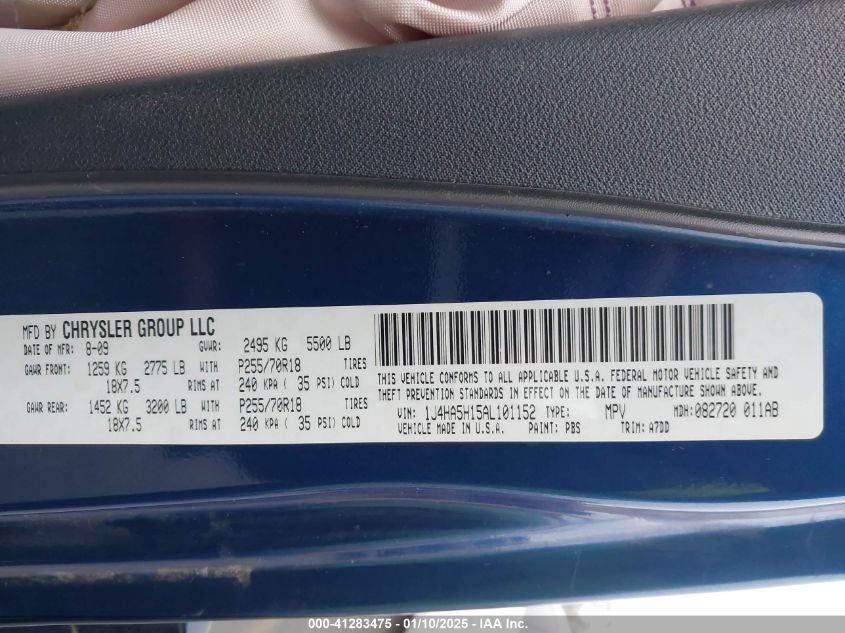 MFD BY CHRYSLER GROUP LLC
DATE OF MFR: 8-09 GVWR: 2495 KG 5500 LB
GAWR FRONT: 1259 KG 2775 LB WITH P255/70R18 TIRES
18X7.5 RIMS AT 240 KPA ( 35 PSI) COLD
GAWR REAR: 1452 KG 3200 LB WITH P255/70R18 TIRES
18X7.5 RIMS AT 240 KPA ( 35 PSI) COLD
THIS VEHICLE CONFORMS TO ALL APPLICABLE U.S.A. FEDERAL MOTOR VEHICLE SAFETY AND
THEFT PREVENTION STANDARDS IN EFFECT ON THE DATE OF MANUFACTURE SHOWN ABOVE.
VIN: 1J4HA5H15AL101152 TYPE: MPV MDH: 082720 011AB
VEHICLE MADE IN U.S.A. PAINT: PBS TRIM: A7DD
000-41283475 - 01/10/2025 - IAA Inc.